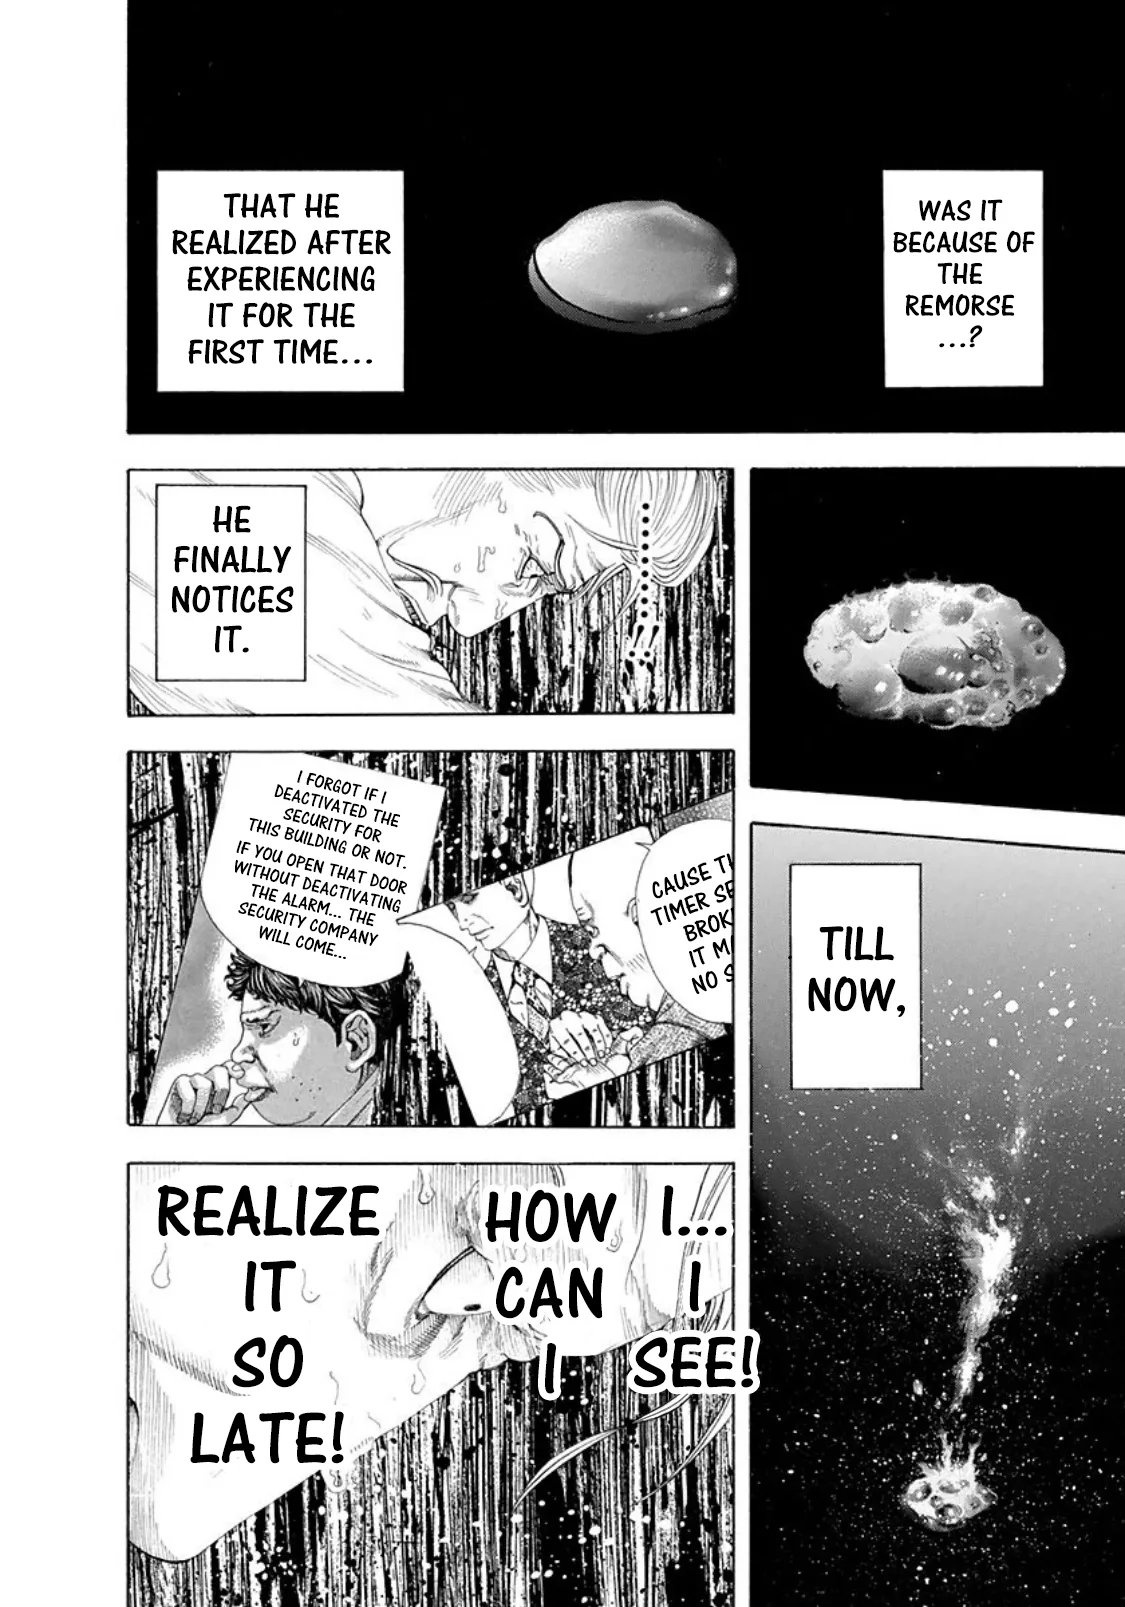 WAS IT
BECAUSE OF
THE
REMORSE
...?
THAT HE
REALIZED AFTER
EXPERIENCING
IT FOR THE
FIRST TIME...
TILL
NOW,
HE
FINALLY
NOTICES
IT.
..........!!
CAUSE
TIMER
IT
NO
I FORGOT IF I
DEACTIVATED THE
SECURITY FOR
THIS BUILDING OR NOT.
IF YOU OPEN THAT DOOR
WITHOUT DEACTIVATING
THE ALARM... THE
SECURITY COMPANY
WILL COME...
I...
I
SEE!
HOW
CAN
I
REALIZE
IT
SO
LATE!